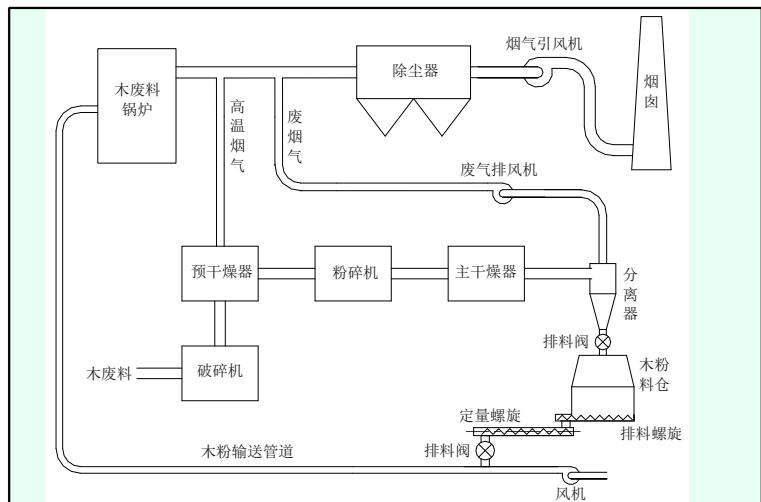 烟气引风机
木废料
锅炉
除尘器
烟
囱
高
温
烟
气
废
烟
气
废气排风机
预干燥器
粉碎机
主干燥器
分
离
器
排料阀
木废料
破碎机
木粉
料仓
定量螺旋
排料螺旋
木粉输送管道
排料阀
风机